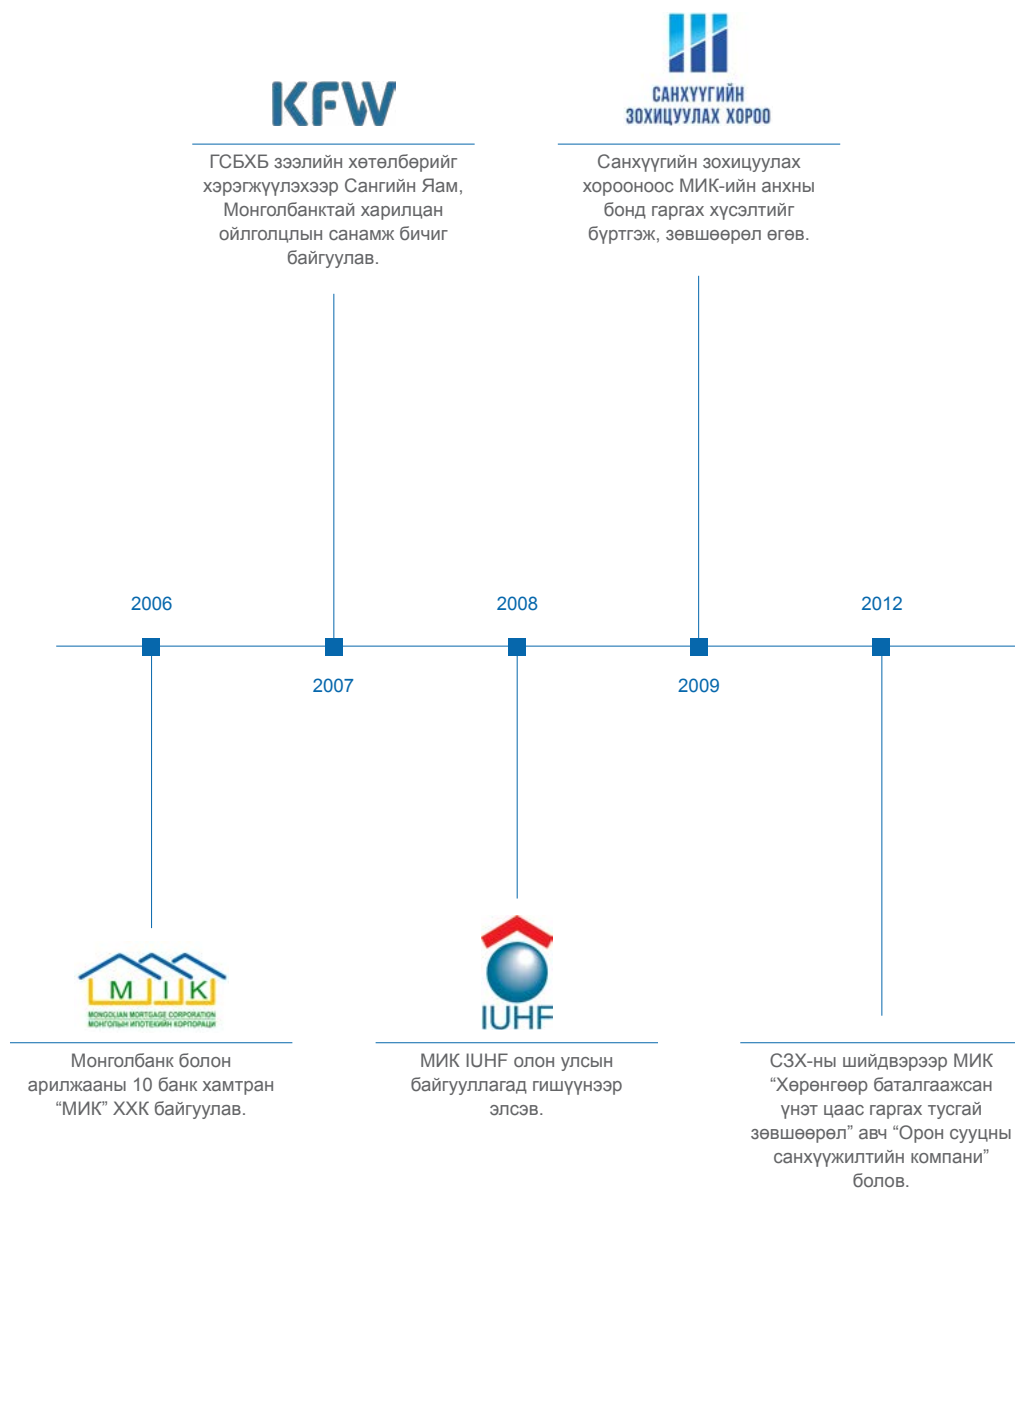 KFW
ГСБХБ зээлийн хөтөлбөрийг
хэрэгжүүлэхээр Сангийн Яам,
Монголбанктай харилцан
ойлголцлын санамж бичиг
байгуулав.
САНХҮҮГИЙН
ЗОХИЦУУЛАХ ХОРОО
Санхүүгийн зохицуулах
хорооноос МИК-ийн анхны
бонд гаргах хүсэлтийг
бүртгэж, зөвшөөрөл өгөв.
2006
2007
2008
2009
2012
М И К
MONGOLIAN MORTGAGE CORPORATION
МОНГОЛЫН ИПОТЕКИЙН КОРПОРАЦИ
Монголбанк болон
арилжааны 10 банк хамтран
“МИК” ХХК байгуулав.
IUHF
МИК IUHF олон улсын
байгууллагад гишүүнээр
элсэв.
СЗХ-ны шийдвэрээр МИК
“Хөрөнгөөр баталгаажсан
үнэт цаас гаргах тусгай
зөвшөөрөл” авч “Орон сууцны
санхүүжилтийн компани”
болов.